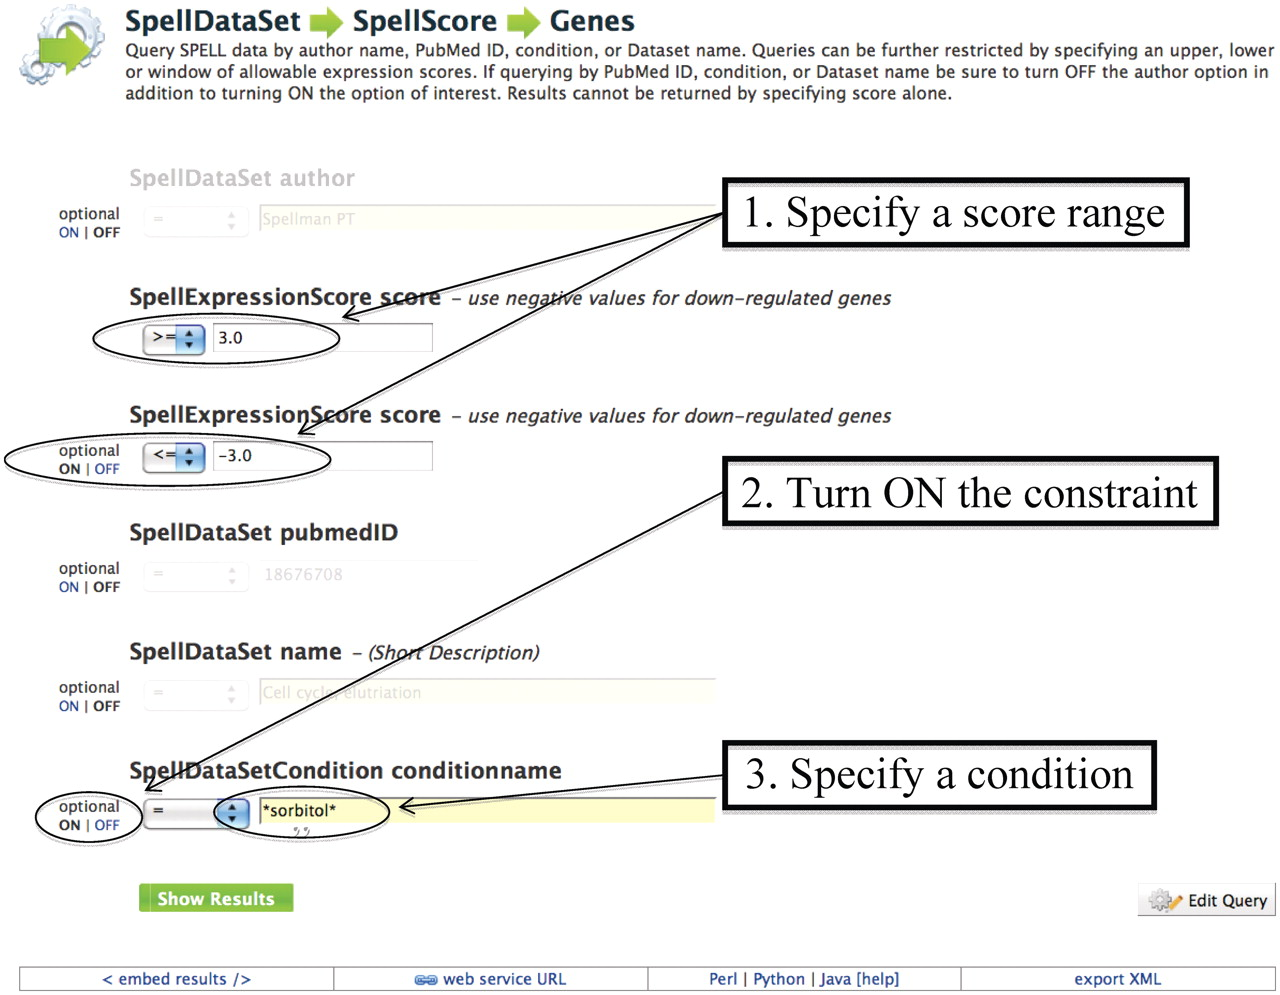 SpellDataSet SpellScore Genes
Query SPELL data by author name, PubMed ID, condition, or Dataset name. Queries can be further restricted by specifying an upper, lower
or window of allowable expression scores. If querying by PubMed ID, condition, or Dataset name be sure to turn OFF the author option in
addition to turning ON the option of interest. Results cannot be returned by specifying score alone.
SpellDataSet author
optional
ON | OFF
=
Spellman PT
1. Specify a score range
SpellExpressionScore score – use negative values for down-regulated genes
>=
3.0
SpellExpressionScore score – use negative values for down-regulated genes
optional
ON | OFF
<=
-3.0
2. Turn ON the constraint
SpellDataSet pubmedID
optional
ON | OFF
=
18676708
SpellDataSet name – (Short Description)
optional
ON | OFF
=
Cell cycle, elutriation
SpellDataSetCondition conditionname
3. Specify a condition
optional
ON | OFF
=
*sorbitol*
Show Results
Edit Query
< embed results />
web service URL
Perl | Python | Java [help]
export XML